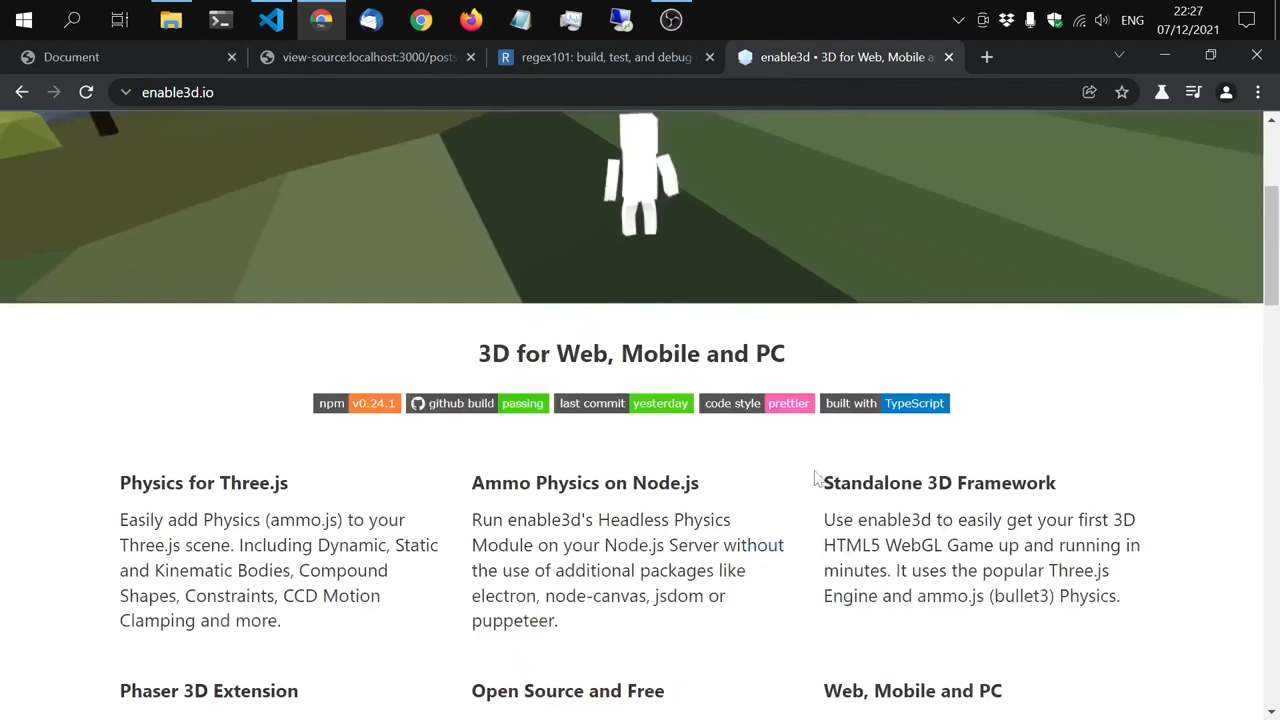 ENG
22:27
07/12/2021
Document
view-source:localhost:3000/posts
regex101: build, test, and debug
enable3d • 3D for Web, Mobile a
enable3d.io
3D for Web, Mobile and PC
npm v0.24.1
github build passing
last commit yesterday
code style prettier
built with TypeScript
Physics for Three.js
Easily add Physics (ammo.js) to your
Three.js scene. Including Dynamic, Static
and Kinematic Bodies, Compound
Shapes, Constraints, CCD Motion
Clamping and more.
Ammo Physics on Node.js
Run enable3d's Headless Physics
Module on your Node.js Server without
the use of additional packages like
electron, node-canvas, jsdom or
puppeteer.
Standalone 3D Framework
Use enable3d to easily get your first 3D
HTML5 WebGL Game up and running in
minutes. It uses the popular Three.js
Engine and ammo.js (bullet3) Physics.
Phaser 3D Extension
Open Source and Free
Web, Mobile and PC